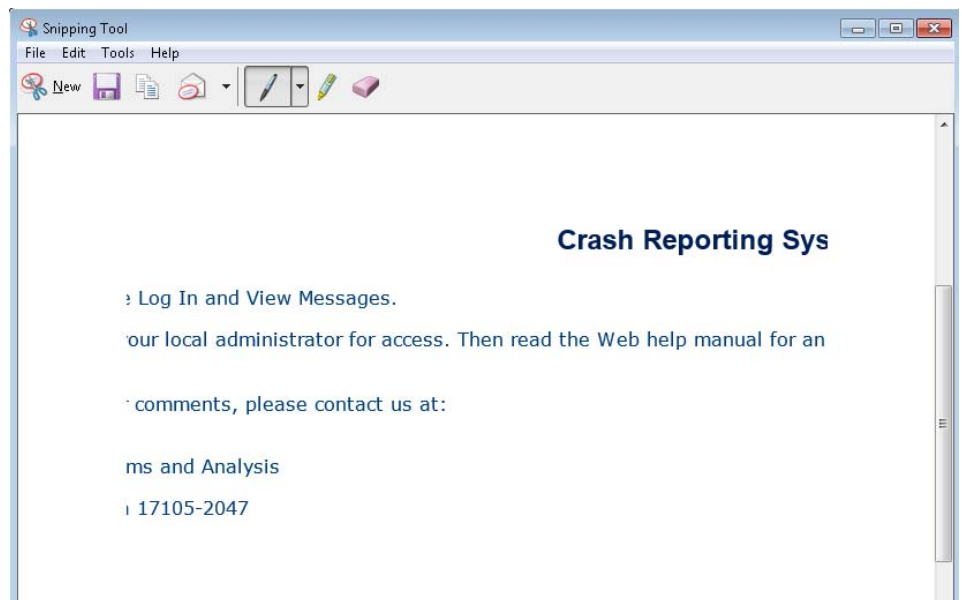 Snipping Tool
File Edit Tools Help
New
Crash Reporting Sys
Log In and View Messages.
our local administrator for access. Then read the Web help manual for an
comments, please contact us at:
ms and Analysis
17105-2047